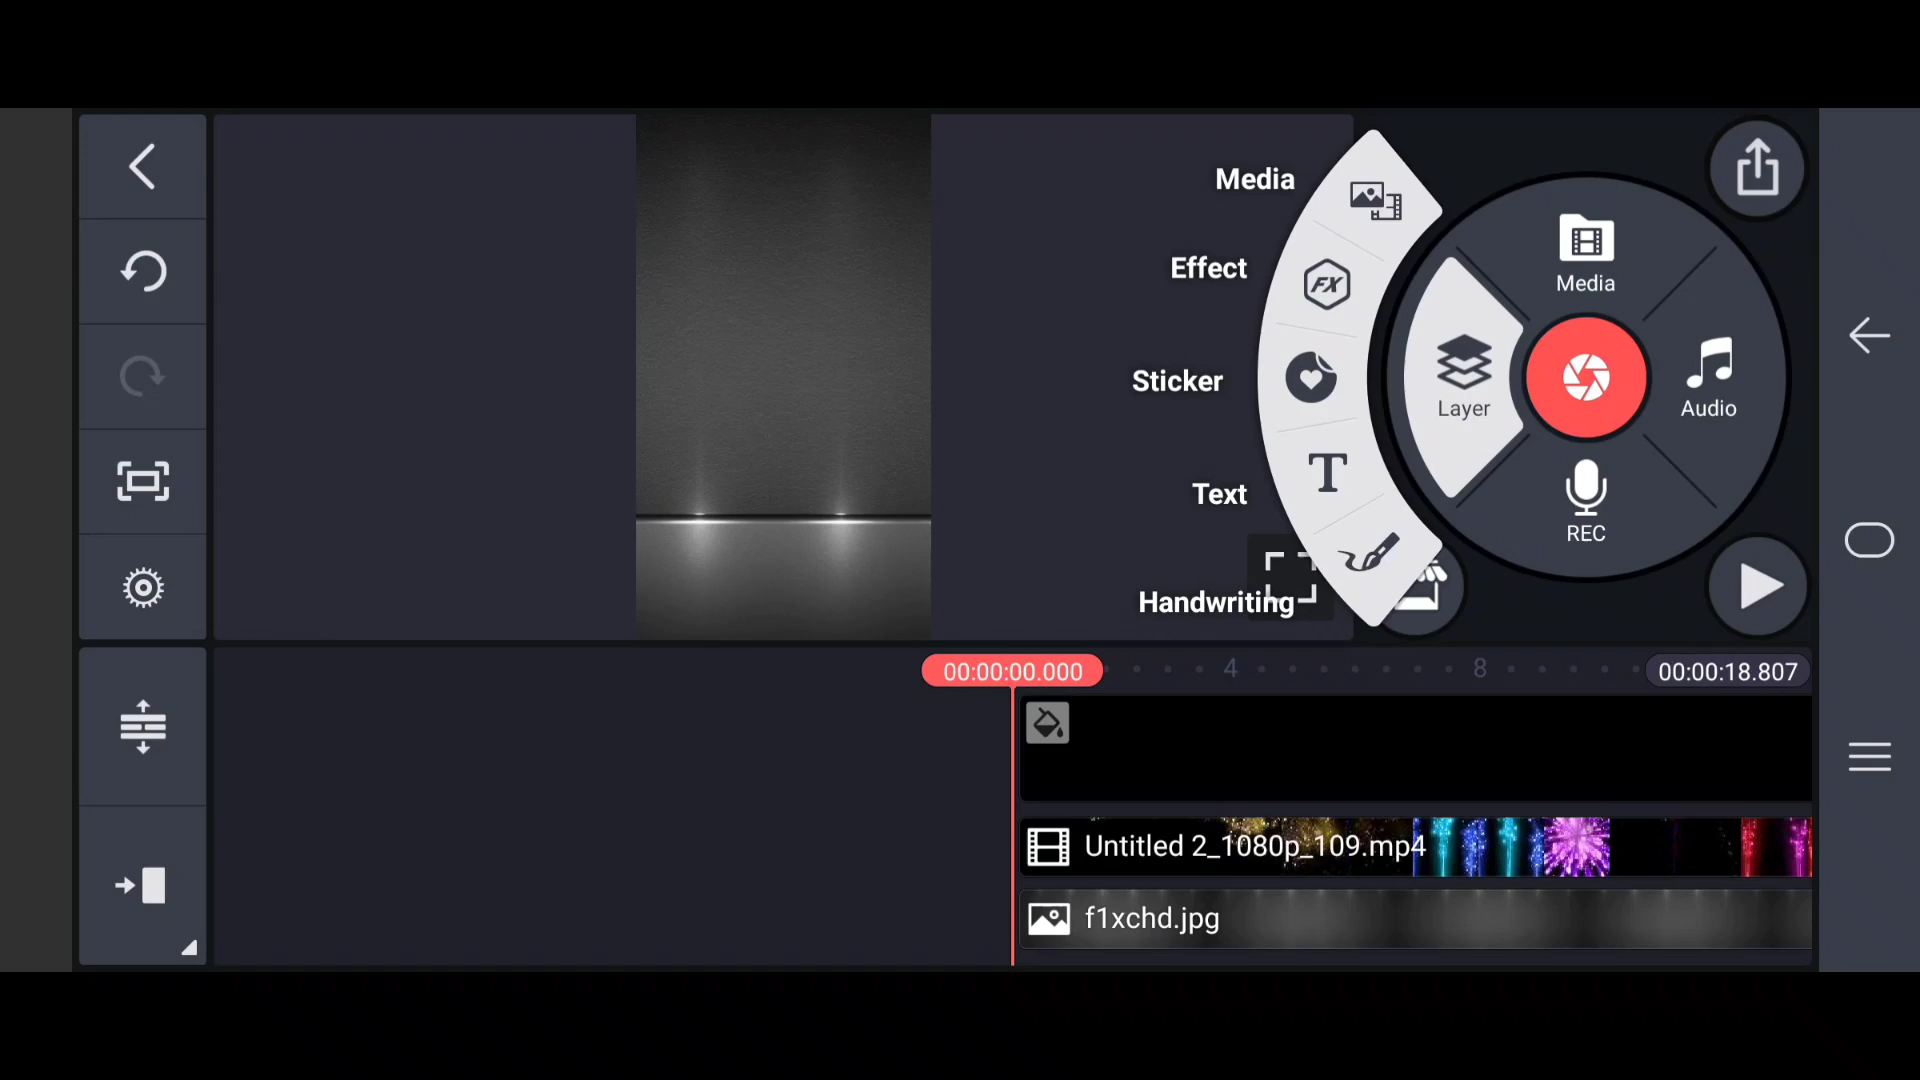 Media
Effect
Sticker
Text
Handwriting
FX
T
Media
Layer
Audio
REC
00:00:00.000
4
8
00:00:18.807
Untitled 2_1080p_109.mp4
f1xchd.jpg